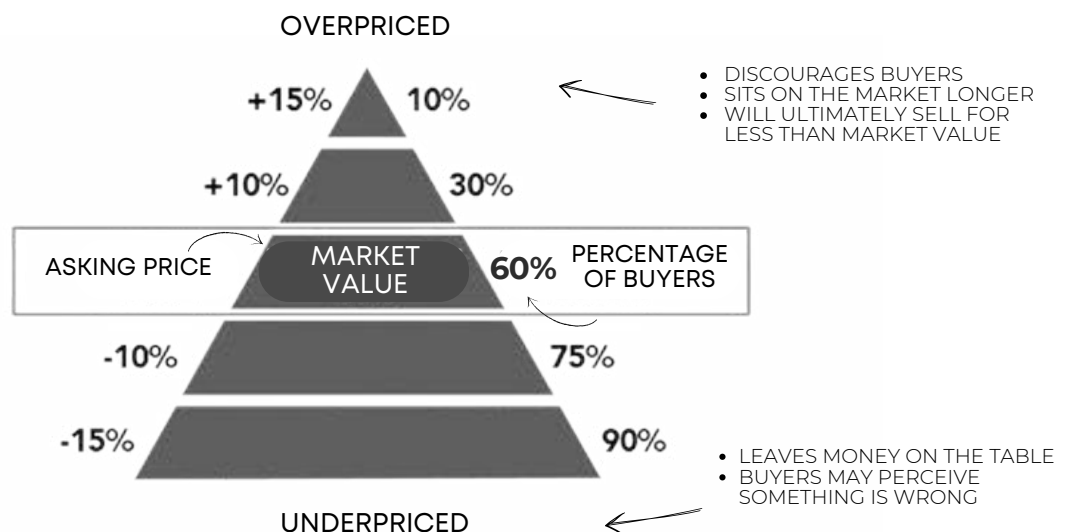 OVERPRICED
+15% 10%
• DISCOURAGES BUYERS
• SITS ON THE MARKET LONGER
• WILL ULTIMATELY SELL FOR
LESS THAN MARKET VALUE
+10% 30%
ASKING PRICE
MARKET
VALUE
60%
PERCENTAGE
OF BUYERS
-10% 75%
-15% 90%
• LEAVES MONEY ON THE TABLE
• BUYERS MAY PERCEIVE
SOMETHING IS WRONG
UNDERPRICED